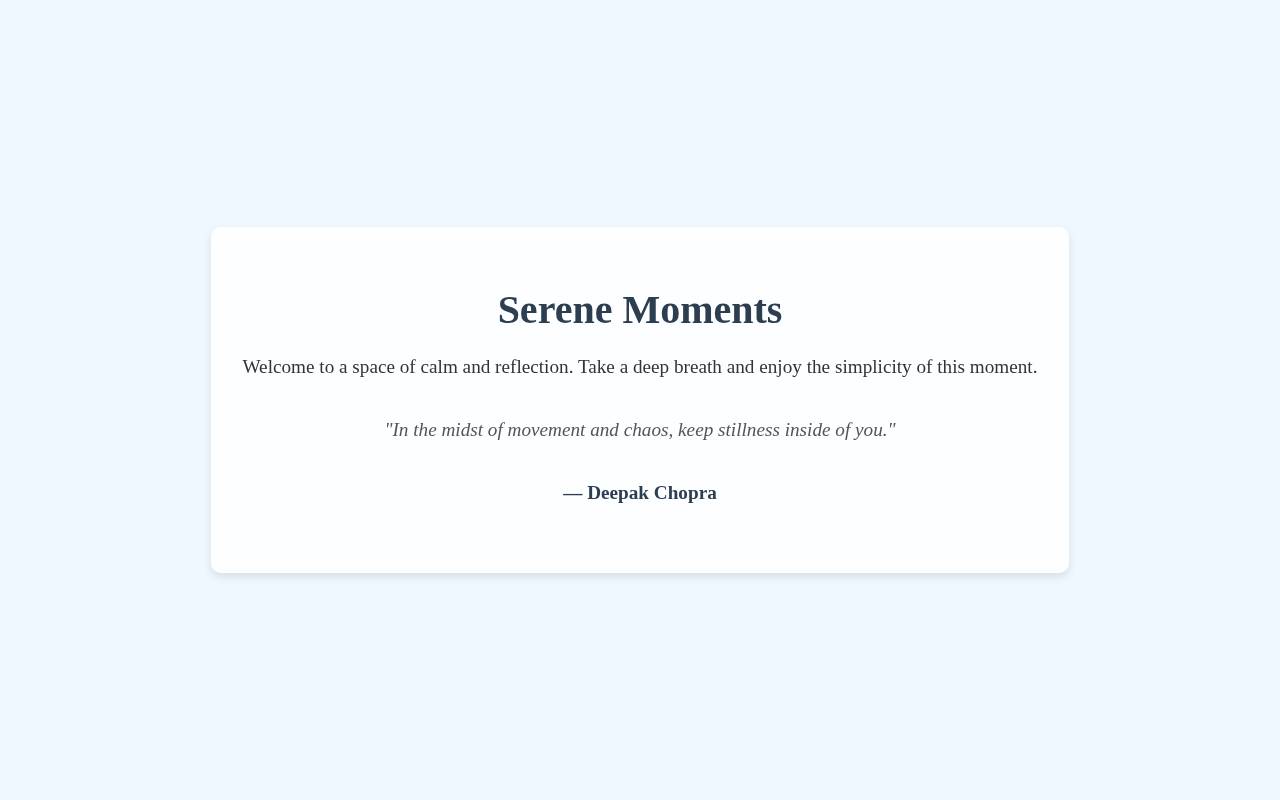 Serene Moments
Welcome to a space of calm and reflection. Take a deep breath and enjoy the simplicity of this moment.
"In the midst of movement and chaos, keep stillness inside of you."
— Deepak Chopra